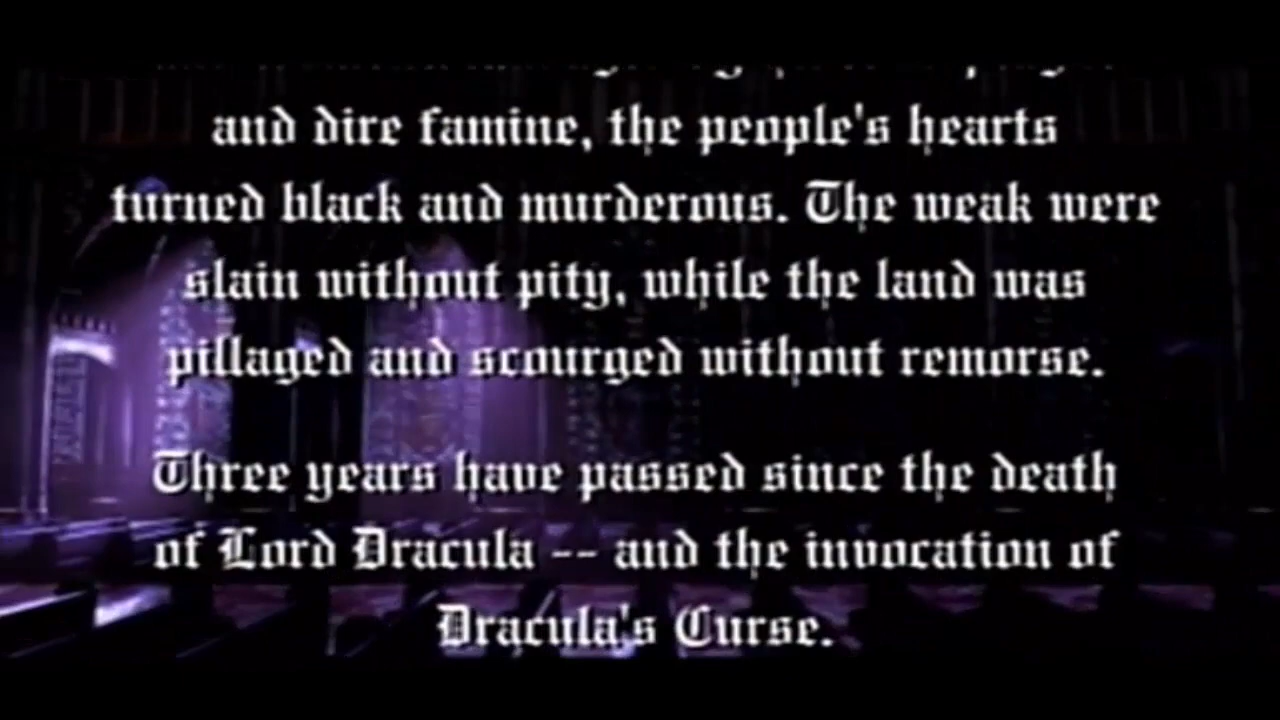 and dire famine, the people's hearts
turned black and murderous. The weak were
slain without pity, while the land was
pillaged and scourged without remorse.
Three years have passed since the death
of Lord Dracula -- and the invocation of
Dracula's Curse.